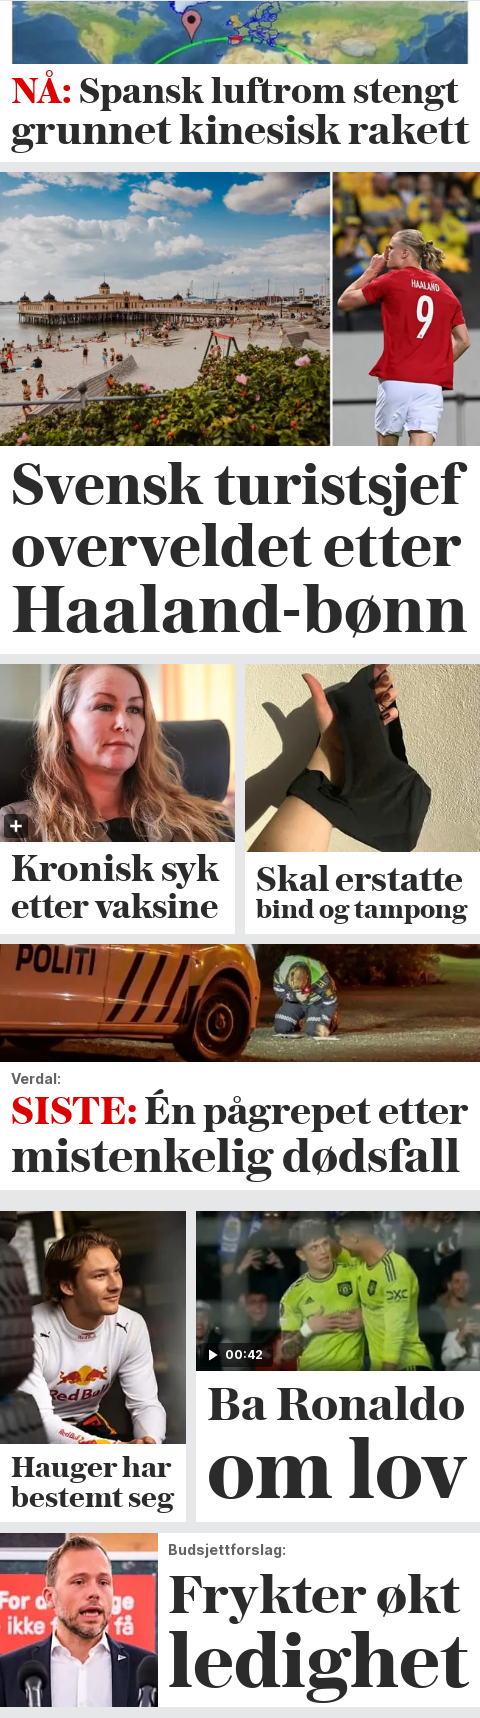 NÅ: Spansk luftrom stengt
grunnet kinesisk rakett
HAALAND
9
Svensk turistsjef
overveldet etter
Haaland-bønn
Kronisk syk
etter vaksine
Skal erstatte
bind og tampong
POLITI
Verdal:
SISTE: Én pågrepet etter
mistenkelig dødsfall
Red Bull
Hauger har
bestemt seg
DXC
00:42
Ba Ronaldo
om lov
Budsjettforslag:
For d
ge
ikke f
få
Frykter økt
ledighet